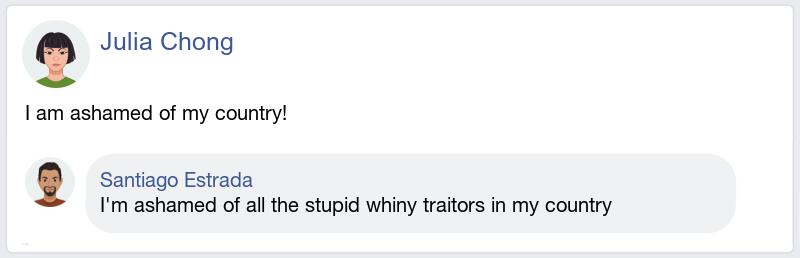 Julia Chong
I am ashamed of my country!
Santiago Estrada
I'm ashamed of all the stupid whiny traitors in my country